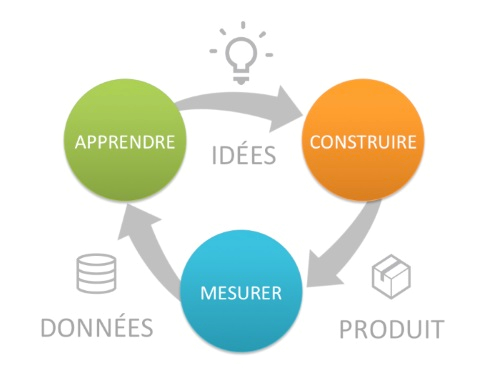 APPRENDRE
CONSTRUIRE
IDÉES
MESURER
DONNÉES
PRODUIT